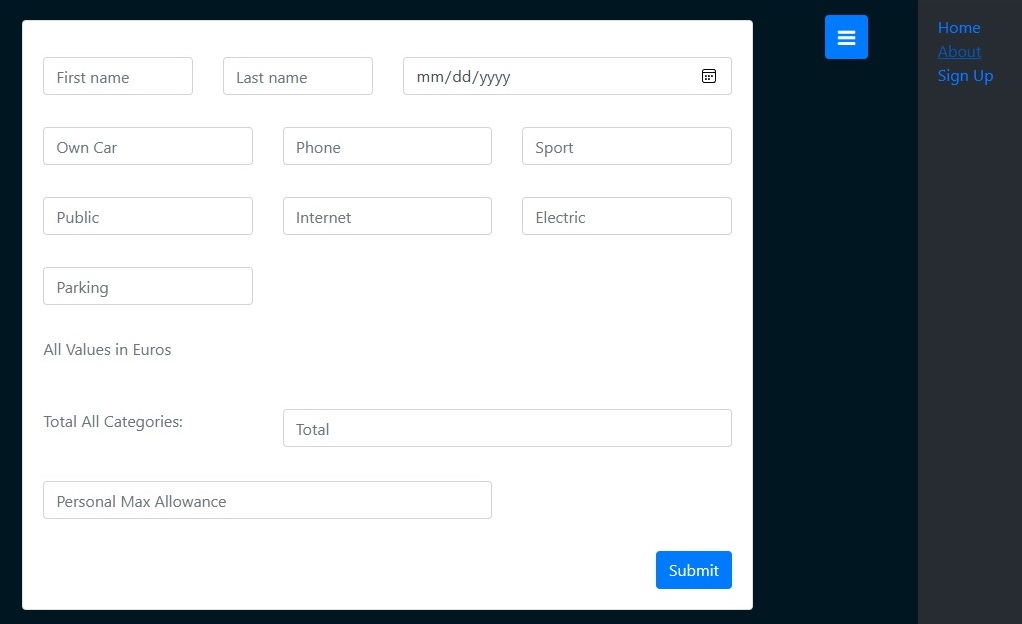 First name Last name mm/dd/yyyy
Own Car Phone Sport
Public Internet Electric
Parking
All Values in Euros
Total All Categories: Total
Personal Max Allowance
Submit
Home
About
Sign Up